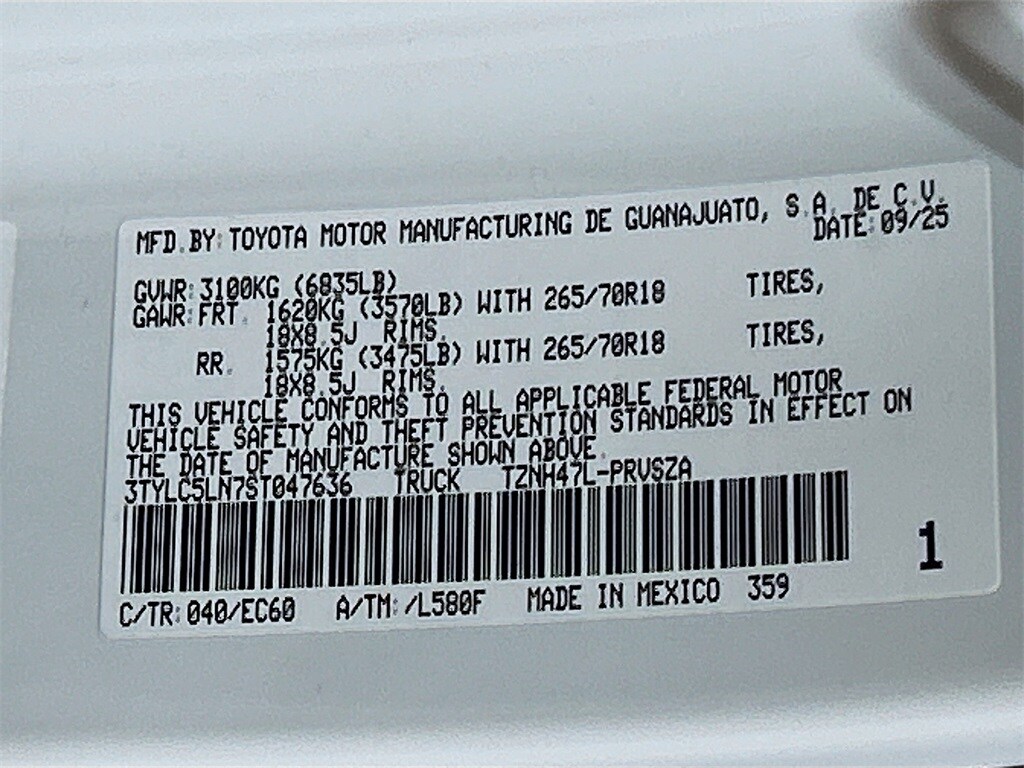 MFD.BY:TOYOTA MOTOR MANUFACTURING DE GUANAJUATO, S.A. DE C.V.
DATE:09/25
GVWR:3100KG (6835LB)
GAWR:FRT. 1620KG (3570LB) WITH 265/70R18 TIRES,
18X8.5J RIMS.
RR. 1575KG (3475LB) WITH 265/70R18 TIRES,
18X8.5J RIMS.
THIS VEHICLE CONFORMS TO ALL APPLICABLE FEDERAL MOTOR
VEHICLE SAFETY AND THEFT PREVENTION STANDARDS IN EFFECT ON
THE DATE OF MANUFACTURE SHOWN ABOVE.
3TYLC5LN7ST047636 TRUCK TZNH47L-PRVSZA
1
C/TR:040/EC60 A/TM:/L580F MADE IN MEXICO 359